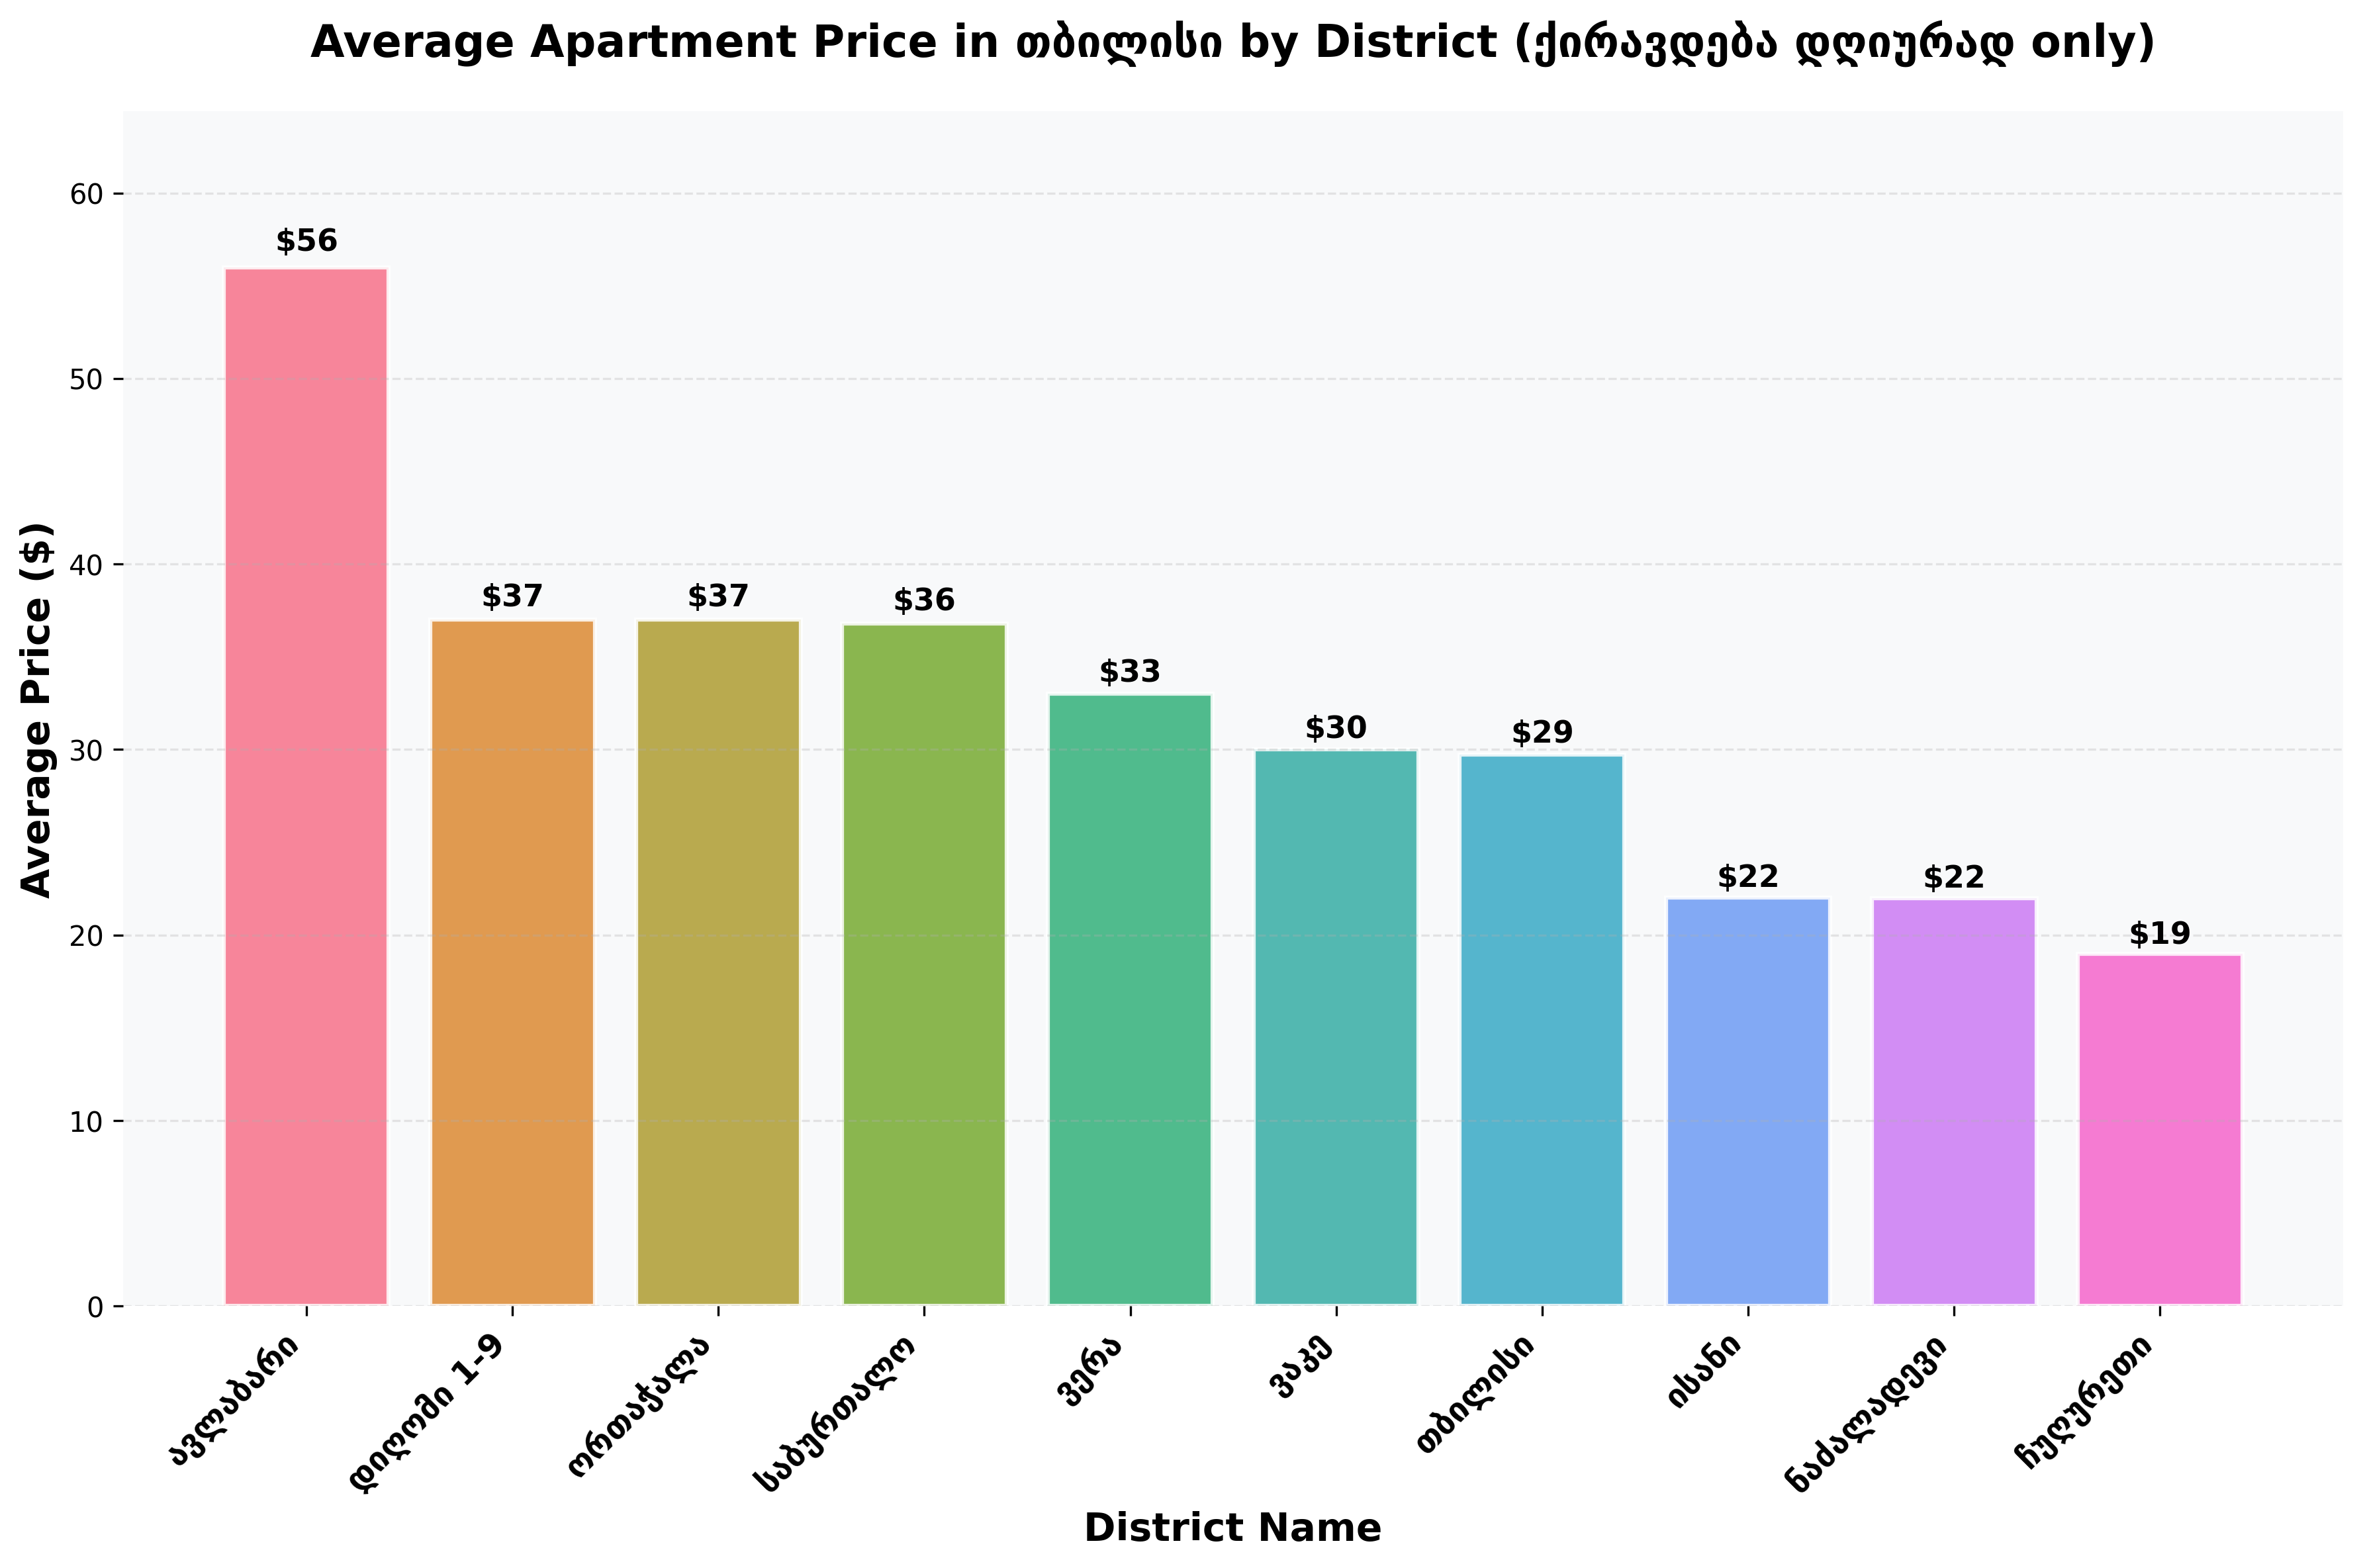 Average Apartment Price in თბილისი by District (ქირავდება დღიურად only)
Average Price ($)
60
50
40
30
20
10
0
$56
$37
$37
$36
$33
$30
$29
$22
$22
$19
ავლაბარი
დიღომი 1-9
ორთაჭალა
საბურთალო
ვერა
ვაკე
თბილისი
ისანი
ნაძალადევი
ჩუღურეთი
District Name